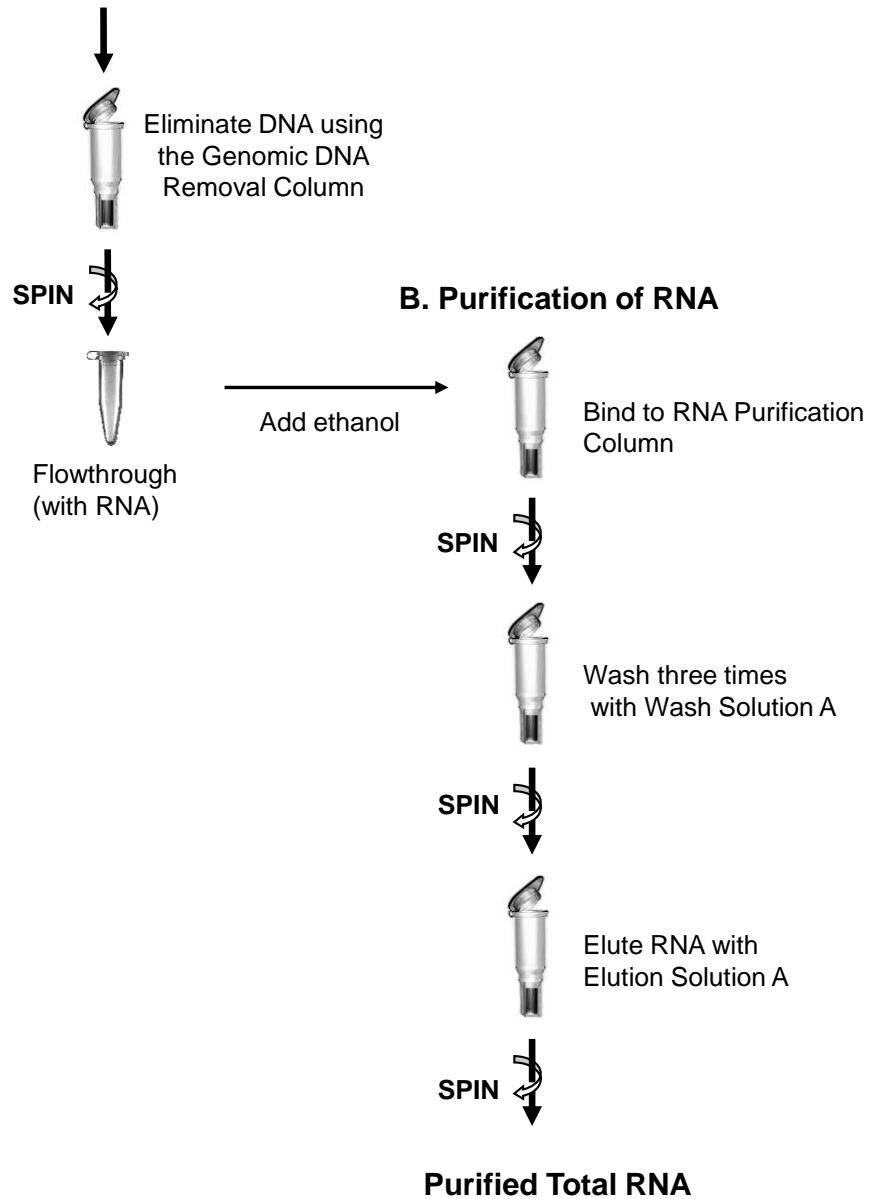 Eliminate DNA using
the Genomic DNA
Removal Column
SPIN
Flowthrough
(with RNA)
Add ethanol
B. Purification of RNA
Bind to RNA Purification
Column
SPIN
Wash three times
with Wash Solution A
SPIN
Elute RNA with
Elution Solution A
SPIN
Purified Total RNA